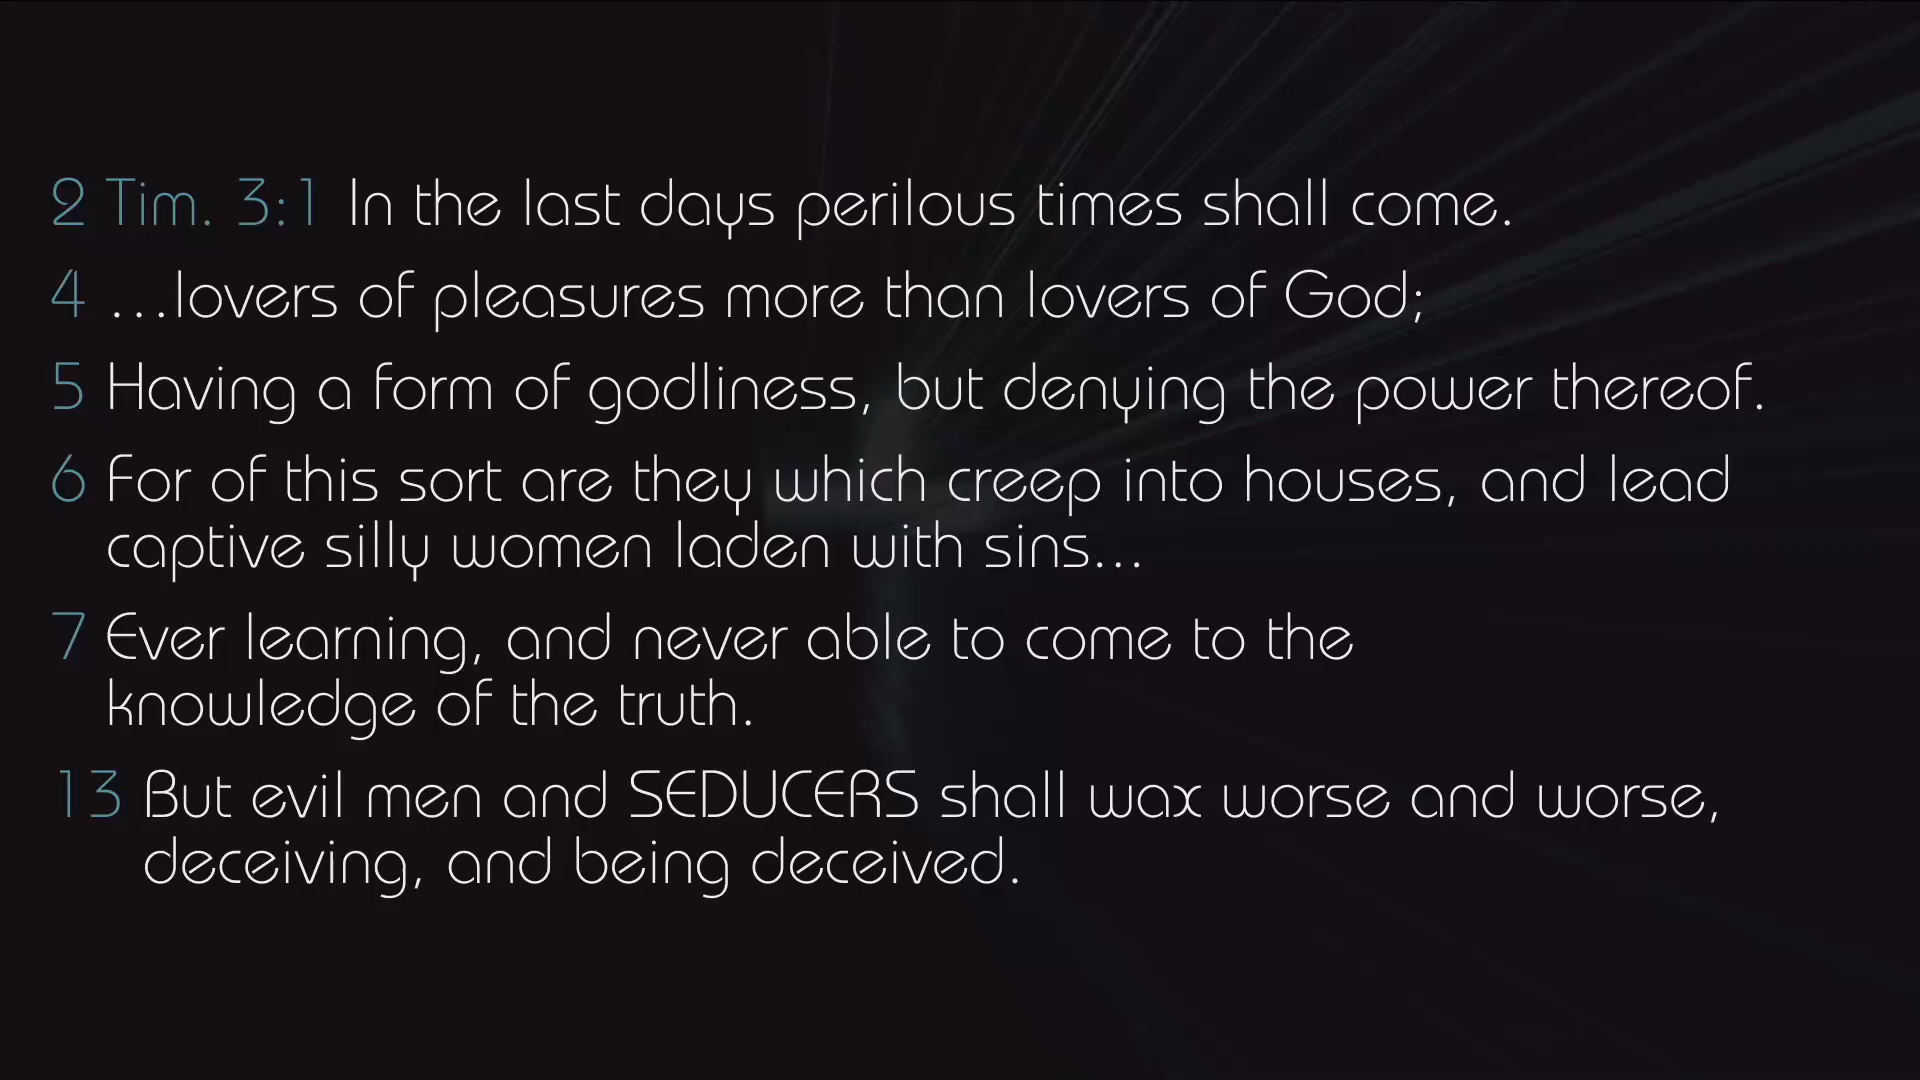 2 Tim. 3:1 In the last days perilous times shall come.
4 ...lovers of pleasures more than lovers of God;
5 Having a form of godliness, but denying the power thereof.
6 For of this sort are they which creep into houses, and lead
captive silly women laden with sins...
7 Ever learning, and never able to come to the
knowledge of the truth.
13 But evil men and SEDUCERS shall wax worse and worse,
deceiving, and being deceived.